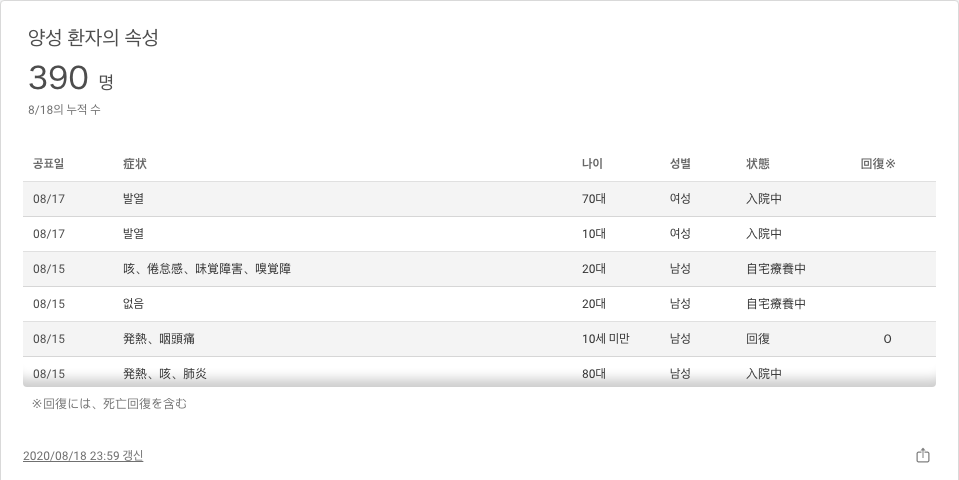 양성 환자의 속성
390 명
8/18의 누적 수
공표일 症状 나이 성별 状態 回復※
08/17 발열 70대 여성 入院中
08/17 발열 10대 여성 入院中
08/15 咳、倦怠感、味覚障害、嗅覚障 20대 남성 自宅療養中
08/15 없음 20대 남성 自宅療養中
08/15 発熱、咽頭痛 10세 미만 남성 回復 O
08/15 発熱、咳、肺炎 80대 남성 入院中
※回復には、死亡回復を含む
2020/08/18 23:59 갱신